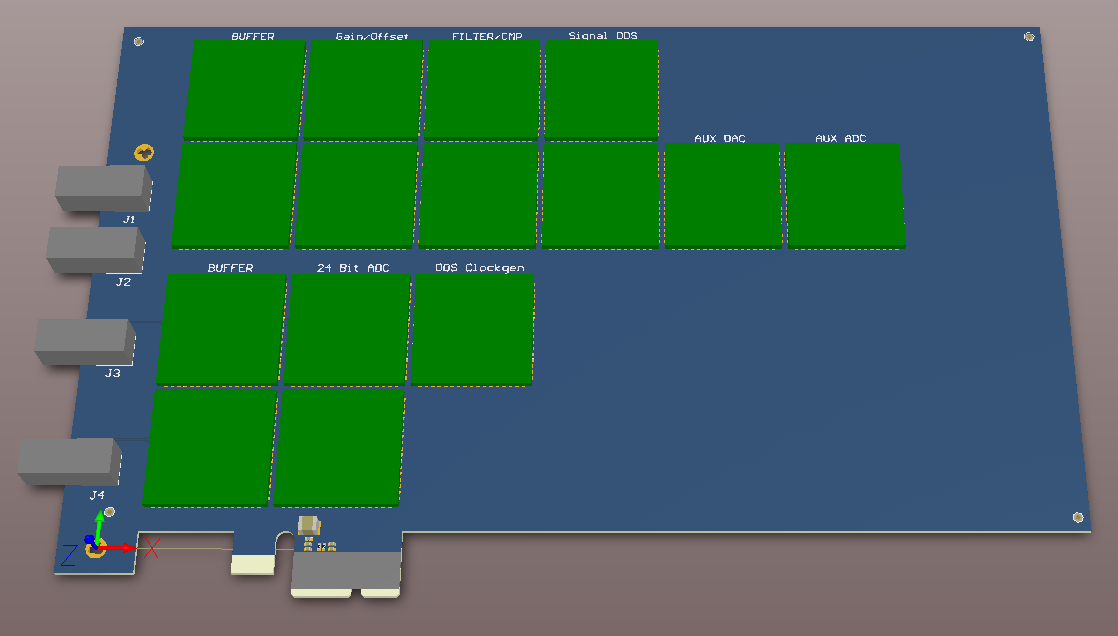 BUFFER Gain/Offset FILTER/CMP Signal DDS
AUX DAC AUX ADC
J1
J2
BUFFER 24 Bit ADC DDS Clockgen
J3
J4
Z X